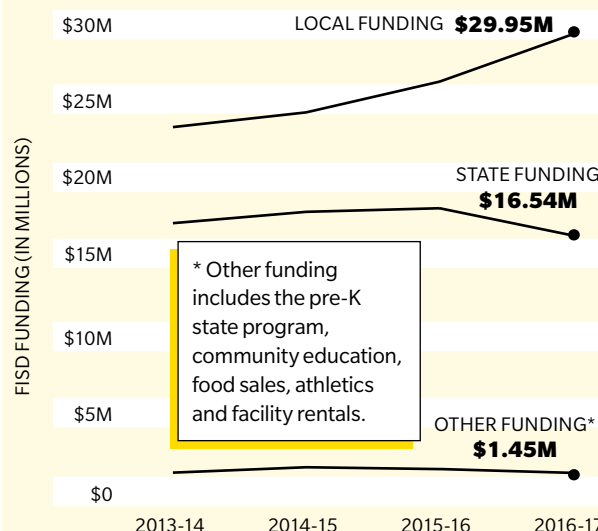 $30M
LOCAL FUNDING $29.95M
$25M
$20M
STATE FUNDING
$16.54M
$15M
$10M
$5M
$0
FISD FUNDING (IN MILLIONS)
* Other funding
includes the pre-K
state program,
community education,
food sales, athletics
and facility rentals.
OTHER FUNDING*
$1.45M
2013-14 2014-15 2015-16 2016-17